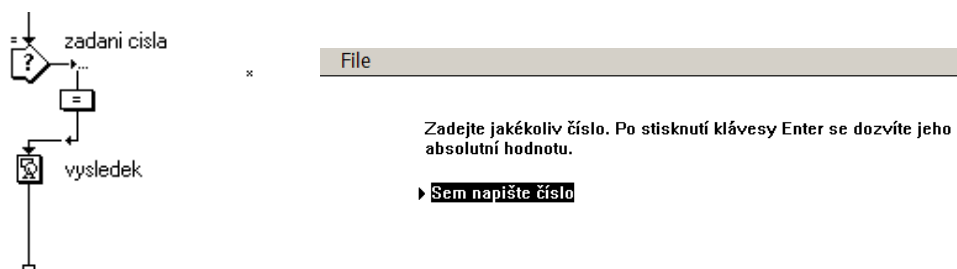 zadani cisla
=
?
...
=
vysledek
File
Zadejte jakékoliv číslo. Po stisknutí klávesy Enter se dozvíte jeho
absolutní hodnotu.
Sem napište číslo